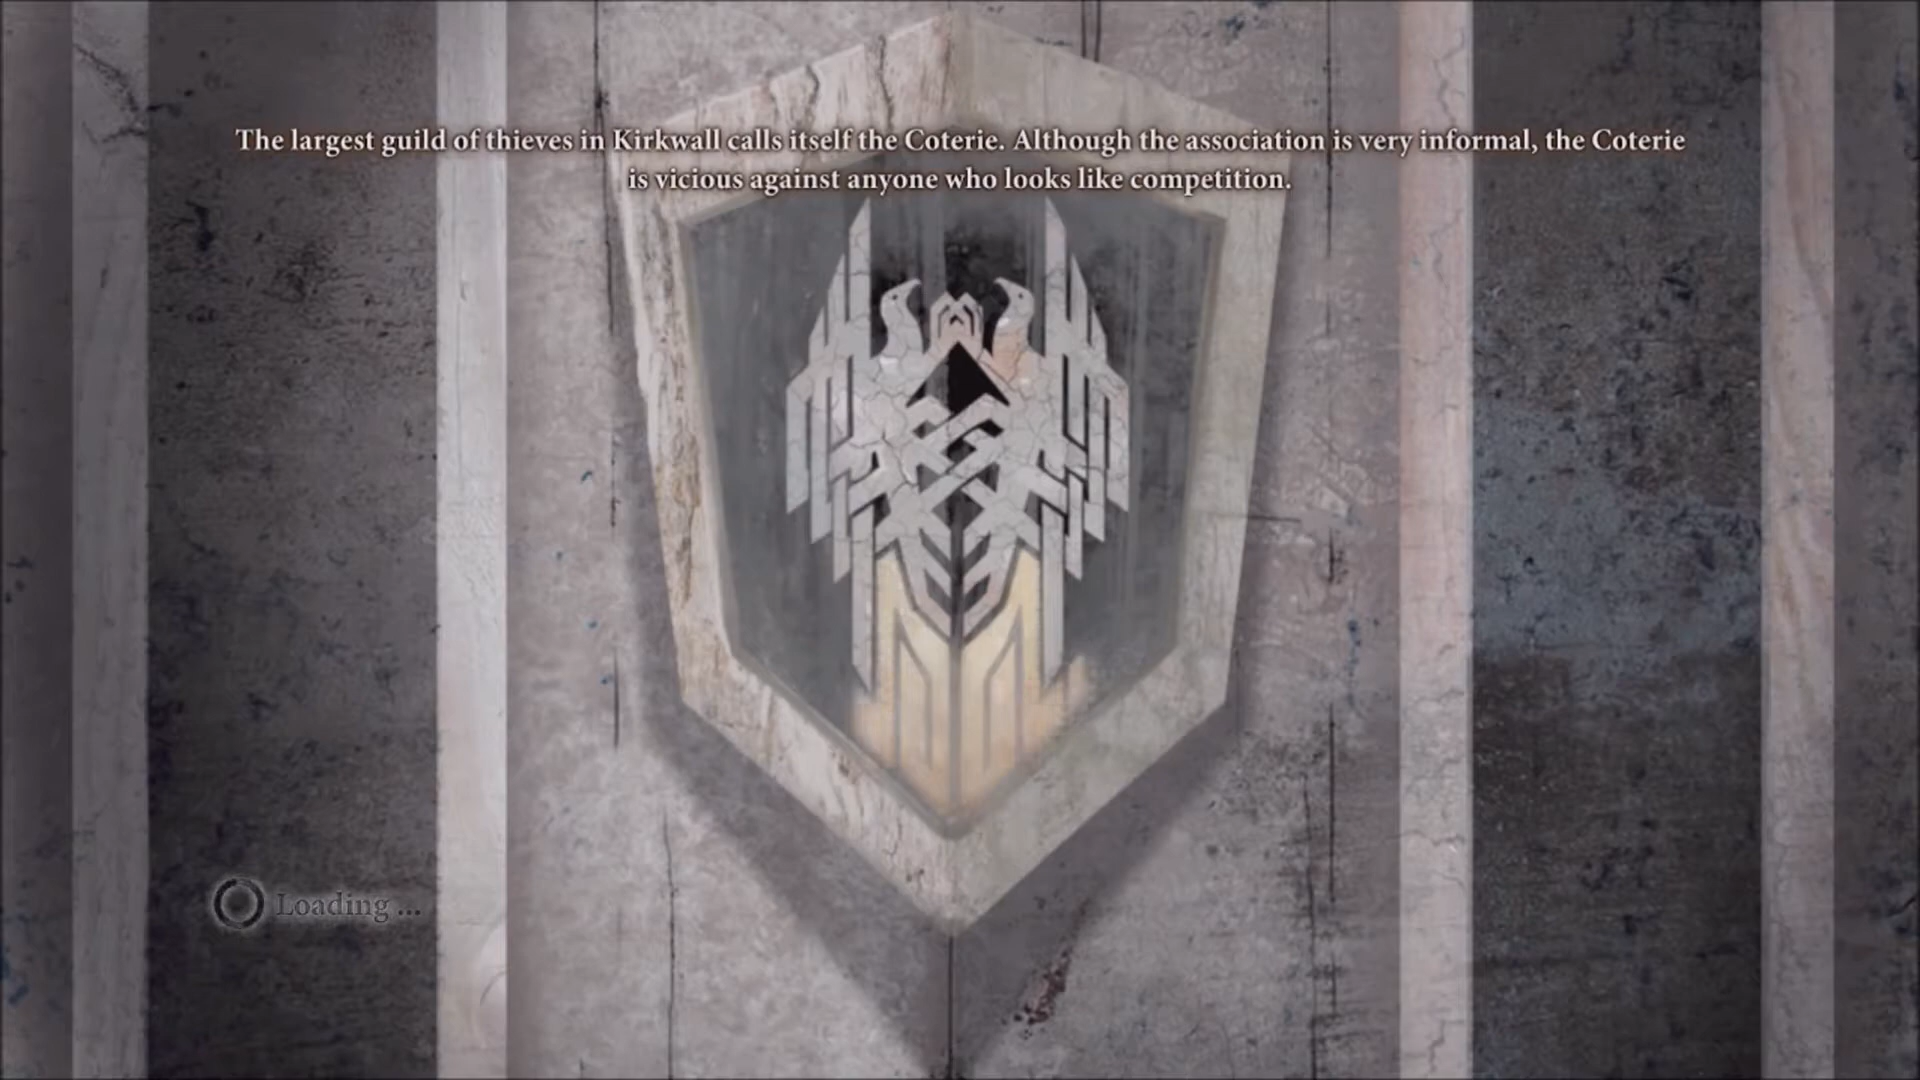 The largest guild of thieves in Kirkwall calls itself the Coterie. Although the association is very informal, the Coterie
is vicious against anyone who looks like competition.
Loading ...